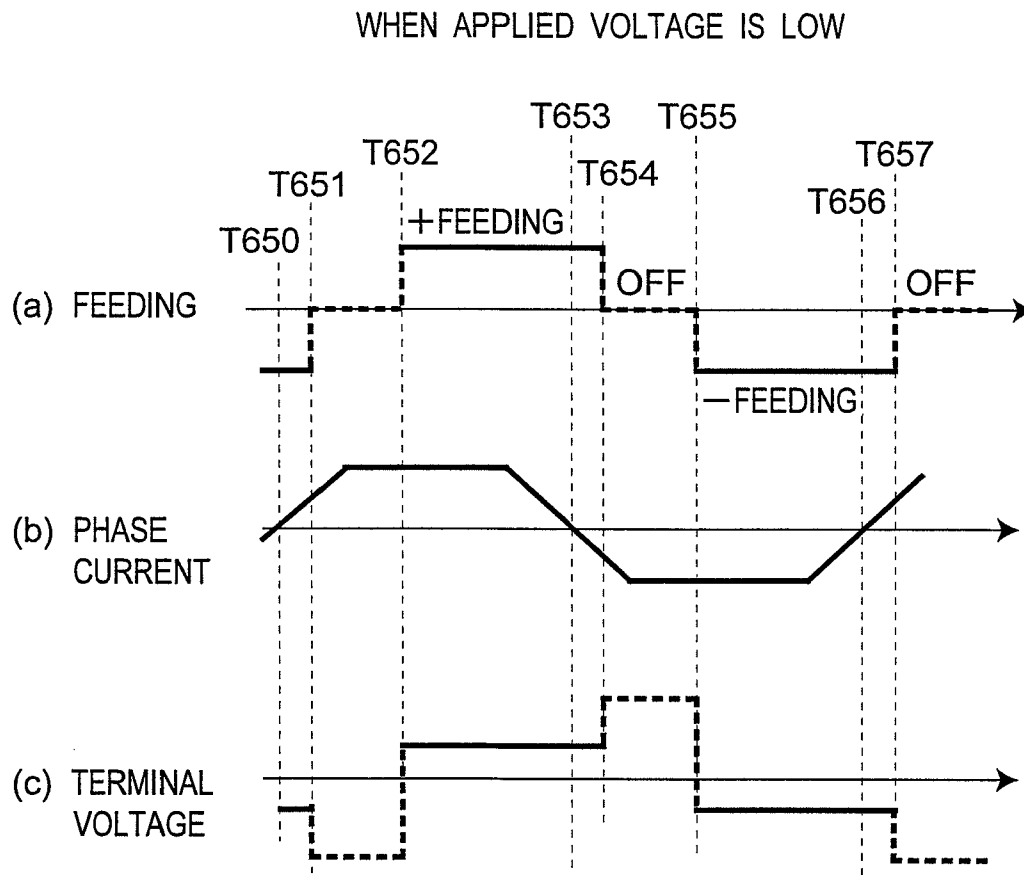 WHEN APPLIED VOLTAGE IS LOW
T653 T655
T652 T657
T651 T654
T656
T650
+FEEDING
OFF OFF
(a) FEEDING
−FEEDING
(b) PHASE
CURRENT
(c) TERMINAL
VOLTAGE